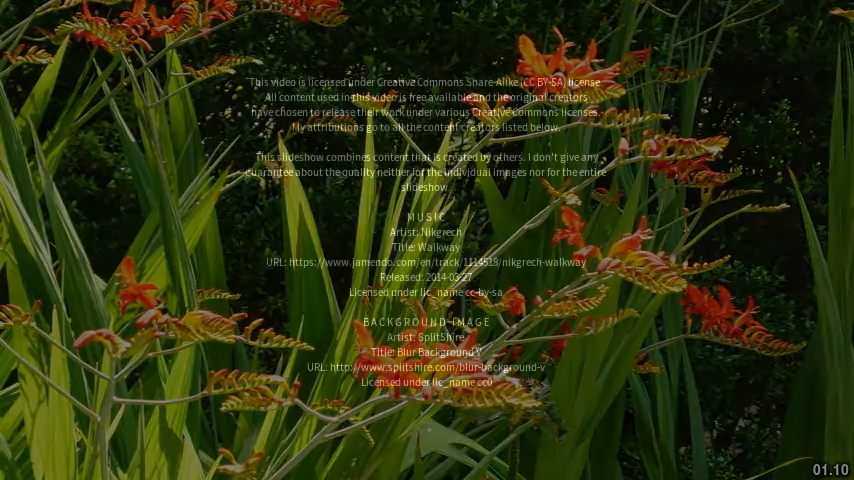 This video is licensed under Creative Commons Share-Alike (CC BY-SA) license.
All content used in this video is free available and the original creators
have chosen to release their work under various Creative Commons licenses.
My attributions go to all the content creators listed below.
This slideshow combines content that is created by others. I don't give any
guarantee about the quality neither for the individual images nor for the entire
slideshow.
MUSIC
Artist: Nikgrech
Title: Walkway
URL: https://www.jamendo.com/en/track/1114518/nikgrech-walkway
Released: 2014-03-27
Licensed under lic_name cc-by-sa
BACKGROUND IMAGE
Artist: SplitShire
Title: Blur Background V
URL: http://www.splitshire.com/blur-background-v
Licensed under lic_name cc0
01.10